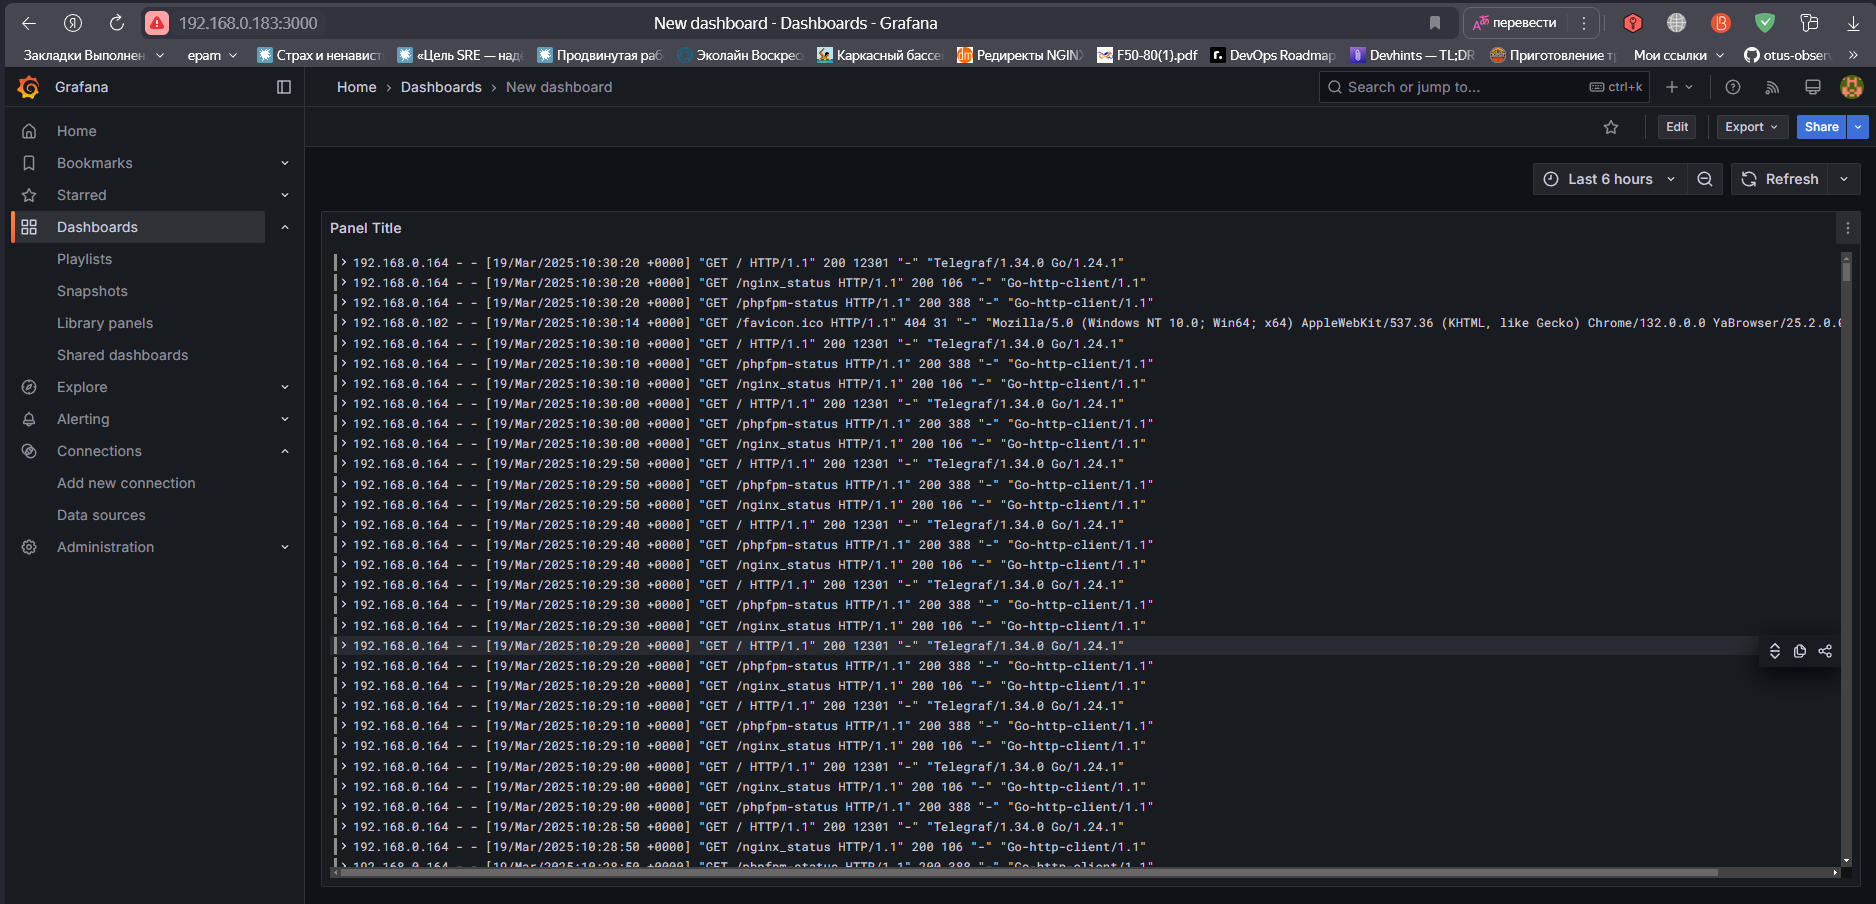 192.168.0.183:3000
New dashboard - Dashboards - Grafana
перевести
Закладки Выполнен
epam
Страх и ненавист
«Цель SRE — над
Продвинутая раб
Эколайн Воскрес
Каркасный бассе
Редиректы NGIN
F50-80(1).pdf
DevOps Roadmap
Devhints — TL;DR
Приготовление т
Мои ссылки
otus-obser
Grafana
Home › Dashboards › New dashboard
Search or jump to...
ctrl+k
Edit
Export
Share
Home
Bookmarks
Starred
Dashboards
Playlists
Snapshots
Library panels
Shared dashboards
Explore
Alerting
Connections
Add new connection
Data sources
Administration
Last 6 hours
Refresh
Panel Title
192.168.0.164 - - [19/Mar/2025:10:30:20 +0000] "GET / HTTP/1.1" 200 12301 "-" "Telegraf/1.34.0 Go/1.24.1"
192.168.0.164 - - [19/Mar/2025:10:30:20 +0000] "GET /nginx_status HTTP/1.1" 200 106 "-" "Go-http-client/1.1"
192.168.0.164 - - [19/Mar/2025:10:30:20 +0000] "GET /phpfpm-status HTTP/1.1" 200 388 "-" "Go-http-client/1.1"
192.168.0.102 - - [19/Mar/2025:10:30:14 +0000] "GET /favicon.ico HTTP/1.1" 404 31 "-" "Mozilla/5.0 (Windows NT 10.0; Win64; x64) AppleWebKit/537.36 (KHTML, like Gecko) Chrome/132.0.0.0 YaBrowser/25.2.0.0
192.168.0.164 - - [19/Mar/2025:10:30:10 +0000] "GET / HTTP/1.1" 200 12301 "-" "Telegraf/1.34.0 Go/1.24.1"
192.168.0.164 - - [19/Mar/2025:10:30:10 +0000] "GET /phpfpm-status HTTP/1.1" 200 388 "-" "Go-http-client/1.1"
192.168.0.164 - - [19/Mar/2025:10:30:10 +0000] "GET /nginx_status HTTP/1.1" 200 106 "-" "Go-http-client/1.1"
192.168.0.164 - - [19/Mar/2025:10:30:00 +0000] "GET / HTTP/1.1" 200 12301 "-" "Telegraf/1.34.0 Go/1.24.1"
192.168.0.164 - - [19/Mar/2025:10:30:00 +0000] "GET /phpfpm-status HTTP/1.1" 200 388 "-" "Go-http-client/1.1"
192.168.0.164 - - [19/Mar/2025:10:30:00 +0000] "GET /nginx_status HTTP/1.1" 200 106 "-" "Go-http-client/1.1"
192.168.0.164 - - [19/Mar/2025:10:29:50 +0000] "GET / HTTP/1.1" 200 12301 "-" "Telegraf/1.34.0 Go/1.24.1"
192.168.0.164 - - [19/Mar/2025:10:29:50 +0000] "GET /phpfpm-status HTTP/1.1" 200 388 "-" "Go-http-client/1.1"
192.168.0.164 - - [19/Mar/2025:10:29:50 +0000] "GET /nginx_status HTTP/1.1" 200 106 "-" "Go-http-client/1.1"
192.168.0.164 - - [19/Mar/2025:10:29:40 +0000] "GET / HTTP/1.1" 200 12301 "-" "Telegraf/1.34.0 Go/1.24.1"
192.168.0.164 - - [19/Mar/2025:10:29:40 +0000] "GET /phpfpm-status HTTP/1.1" 200 388 "-" "Go-http-client/1.1"
192.168.0.164 - - [19/Mar/2025:10:29:40 +0000] "GET /nginx_status HTTP/1.1" 200 106 "-" "Go-http-client/1.1"
192.168.0.164 - - [19/Mar/2025:10:29:30 +0000] "GET / HTTP/1.1" 200 12301 "-" "Telegraf/1.34.0 Go/1.24.1"
192.168.0.164 - - [19/Mar/2025:10:29:30 +0000] "GET /phpfpm-status HTTP/1.1" 200 388 "-" "Go-http-client/1.1"
192.168.0.164 - - [19/Mar/2025:10:29:30 +0000] "GET /nginx_status HTTP/1.1" 200 106 "-" "Go-http-client/1.1"
192.168.0.164 - - [19/Mar/2025:10:29:20 +0000] "GET / HTTP/1.1" 200 12301 "-" "Telegraf/1.34.0 Go/1.24.1"
192.168.0.164 - - [19/Mar/2025:10:29:20 +0000] "GET /phpfpm-status HTTP/1.1" 200 388 "-" "Go-http-client/1.1"
192.168.0.164 - - [19/Mar/2025:10:29:20 +0000] "GET /nginx_status HTTP/1.1" 200 106 "-" "Go-http-client/1.1"
192.168.0.164 - - [19/Mar/2025:10:29:10 +0000] "GET / HTTP/1.1" 200 12301 "-" "Telegraf/1.34.0 Go/1.24.1"
192.168.0.164 - - [19/Mar/2025:10:29:10 +0000] "GET /phpfpm-status HTTP/1.1" 200 388 "-" "Go-http-client/1.1"
192.168.0.164 - - [19/Mar/2025:10:29:10 +0000] "GET /nginx_status HTTP/1.1" 200 106 "-" "Go-http-client/1.1"
192.168.0.164 - - [19/Mar/2025:10:29:00 +0000] "GET / HTTP/1.1" 200 12301 "-" "Telegraf/1.34.0 Go/1.24.1"
192.168.0.164 - - [19/Mar/2025:10:29:00 +0000] "GET /nginx_status HTTP/1.1" 200 106 "-" "Go-http-client/1.1"
192.168.0.164 - - [19/Mar/2025:10:29:00 +0000] "GET /phpfpm-status HTTP/1.1" 200 388 "-" "Go-http-client/1.1"
192.168.0.164 - - [19/Mar/2025:10:28:50 +0000] "GET / HTTP/1.1" 200 12301 "-" "Telegraf/1.34.0 Go/1.24.1"
192.168.0.164 - - [19/Mar/2025:10:28:50 +0000] "GET /nginx_status HTTP/1.1" 200 106 "-" "Go-http-client/1.1"
192.168.0.164 - - [19/Mar/2025:10:28:50 +0000] "GET /phpfpm-status HTTP/1.1" 200 388 "-" "Go-http-client/1.1"